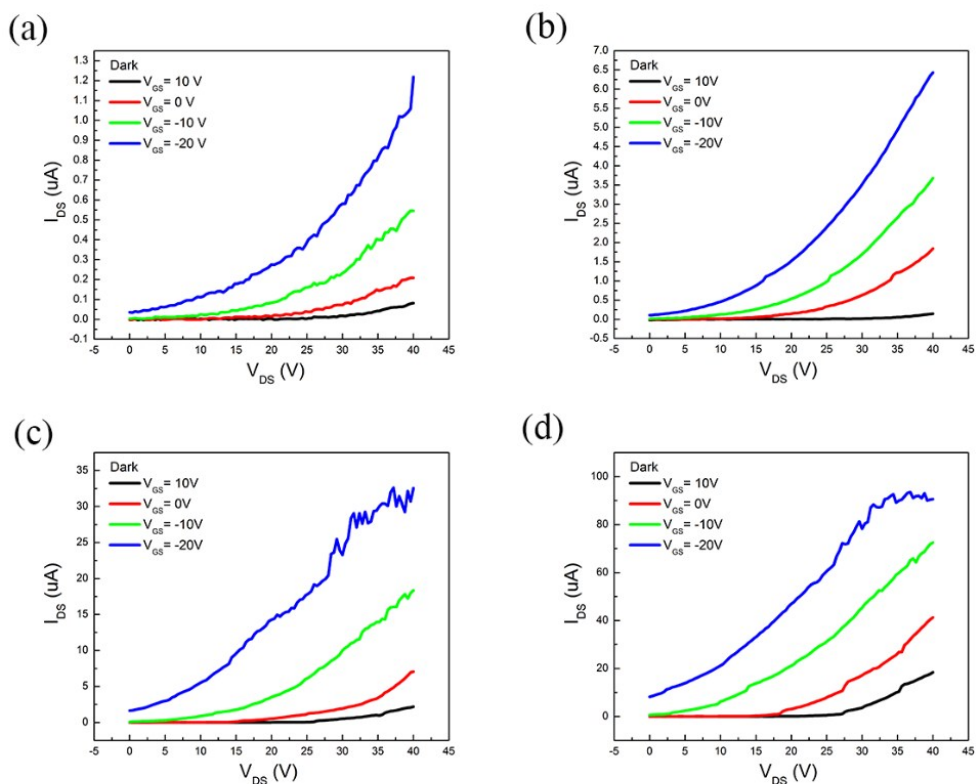 (a)
1.3
1.2
1.1
1.0
0.9
0.8
0.7
0.6
0.5
0.4
0.3
0.2
0.1
0.0
-0.1
I_DS (uA)
Dark
V_GS = 10 V
V_GS = 0 V
V_GS = -10 V
V_GS = -20 V
-5 0 5 10 15 20 25 30 35 40 45
V_DS (V)
(b)
7.0
6.5
6.0
5.5
5.0
4.5
4.0
3.5
3.0
2.5
2.0
1.5
1.0
0.5
0.0
-0.5
I_DS (uA)
Dark
V_GS = 10V
V_GS = 0V
V_GS = -10V
V_GS = -20V
-5 0 5 10 15 20 25 30 35 40 45
V_DS (V)
(c)
35
30
25
20
15
10
5
0
I_DS (uA)
Dark
V_GS = 10V
V_GS = 0V
V_GS = -10V
V_GS = -20V
-5 0 5 10 15 20 25 30 35 40 45
V_DS (V)
(d)
100
80
60
40
20
0
I_DS (uA)
Dark
V_GS = 10V
V_GS = 0V
V_GS = -10V
V_GS = -20V
-5 0 5 10 15 20 25 30 35 40 45
V_DS (V)